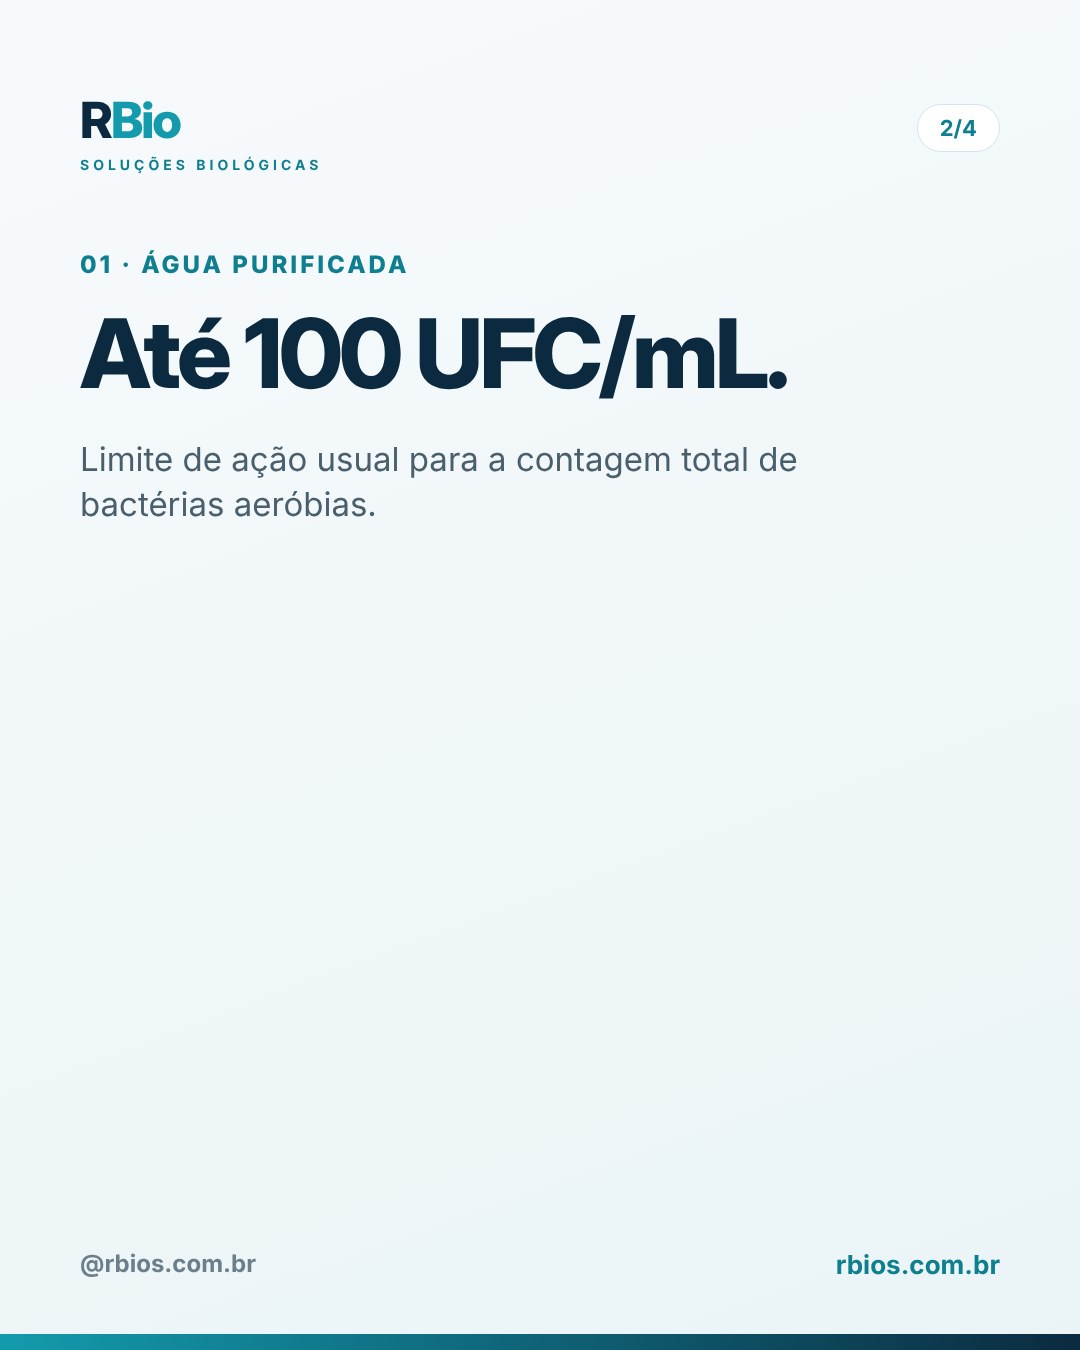 RBio
2/4
SOLUÇÕES BIOLÓGICAS
01 · ÁGUA PURIFICADA
Até 100 UFC/mL.
Limite de ação usual para a contagem total de
bactérias aeróbias.
@rbios.com.br
rbios.com.br